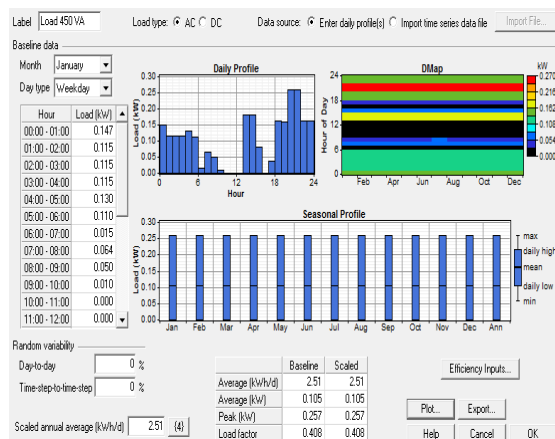 Label Load 450 VA Load type: AC DC Data source: Enter daily profile(s) Import time series data file Import File...
Baseline data
Month January
Day type Weekday
Hour Load (kW)
00:00 - 01:00 0.147
01:00 - 02:00 0.115
02:00 - 03:00 0.115
03:00 - 04:00 0.115
04:00 - 05:00 0.130
05:00 - 06:00 0.110
06:00 - 07:00 0.015
07:00 - 08:00 0.064
08:00 - 09:00 0.050
09:00 - 10:00 0.010
10:00 - 11:00 0.000
11:00 - 12:00 0.000
Daily Profile
Load (kW)
0.30
0.25
0.20
0.15
0.10
0.05
0.00
0 6 12 18 24
Hour
DMap
Hour of Day
24
18
12
6
0
Feb Apr Jun Aug Oct Dec
kW
0.270
0.216
0.162
0.108
0.054
0.000
Seasonal Profile
Load (kW)
0.30
0.25
0.20
0.15
0.10
0.05
0.00
Jan Feb Mar Apr May Jun Jul Aug Sep Oct Nov Dec Ann
max
daily high
mean
daily low
min
Random variability
Day-to-day 0 %
Time-step-to-time-step 0 %
Scaled annual average (kWh/d) 2.51 {4}
Baseline Scaled
Average (kWh/d) 2.51 2.51
Average (kW) 0.105 0.105
Peak (kW) 0.257 0.257
Load factor 0.408 0.408
Efficiency Inputs...
Plot... Export...
Help Cancel OK